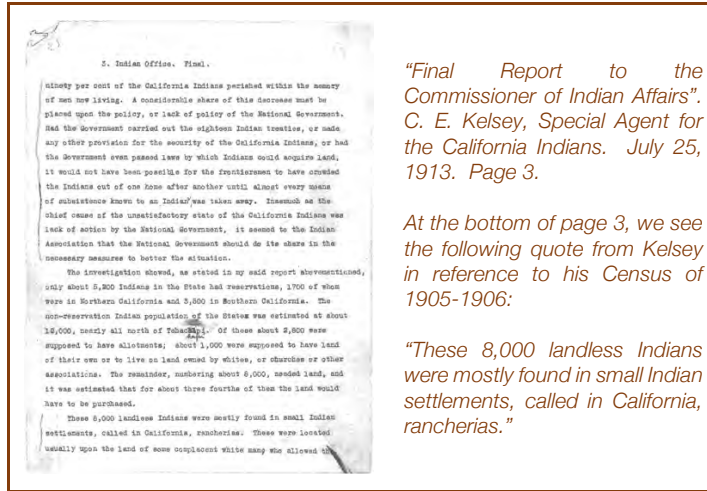 3. Indian Office. Final.
ninety per cent of the California Indians perished within the memory
of men now living. A considerable share of this decrease must be
placed upon the policy, or lack of policy of the National Government.
Had the Government carried out the eighteen Indian treaties, or made
any other provision for the security of the California Indians, or had
the Government even passed laws by which Indians could acquire land,
it would not have been possible for the frontiersmen to have crowded
the Indians out of one home after another until almost every means
of subsistence known to an Indian was taken away. Inasmuch as the
chief cause of the unsatisfactory state of the California Indians was
lack of action by the National Government, it seemed to the Indian
Association that the National Government should do its share in the
necessary measures to better the situation.
The investigation showed, as stated in my said report abovementioned,
only about 5,200 Indians in the State had reservations, 1700 of whom
were in Northern California and 3,500 in Southern California. The
non-reservation Indian population of the States was estimated at about
12,000, nearly all north of Tehachapi. Of these about 2,800 were
supposed to have allotments; about 1,000 were supposed to have land
of their own or to live on land owned by whites, or churches or other
associations. The remainder, numbering about 8,000, needed land, and
it was estimated that for about three fourths of them the land would
have to be purchased.
These 8,000 landless Indians were mostly found in small Indian
settlements, called in California, rancherias. These were located
usually upon the land of some complacent white man, who allowed
“Final Report to the
Commissioner of Indian Affairs”.
C. E. Kelsey, Special Agent for
the California Indians. July 25,
1913. Page 3.
At the bottom of page 3, we see
the following quote from Kelsey
in reference to his Census of
1905-1906:
“These 8,000 landless Indians
were mostly found in small Indian
settlements, called in California,
rancherias.”